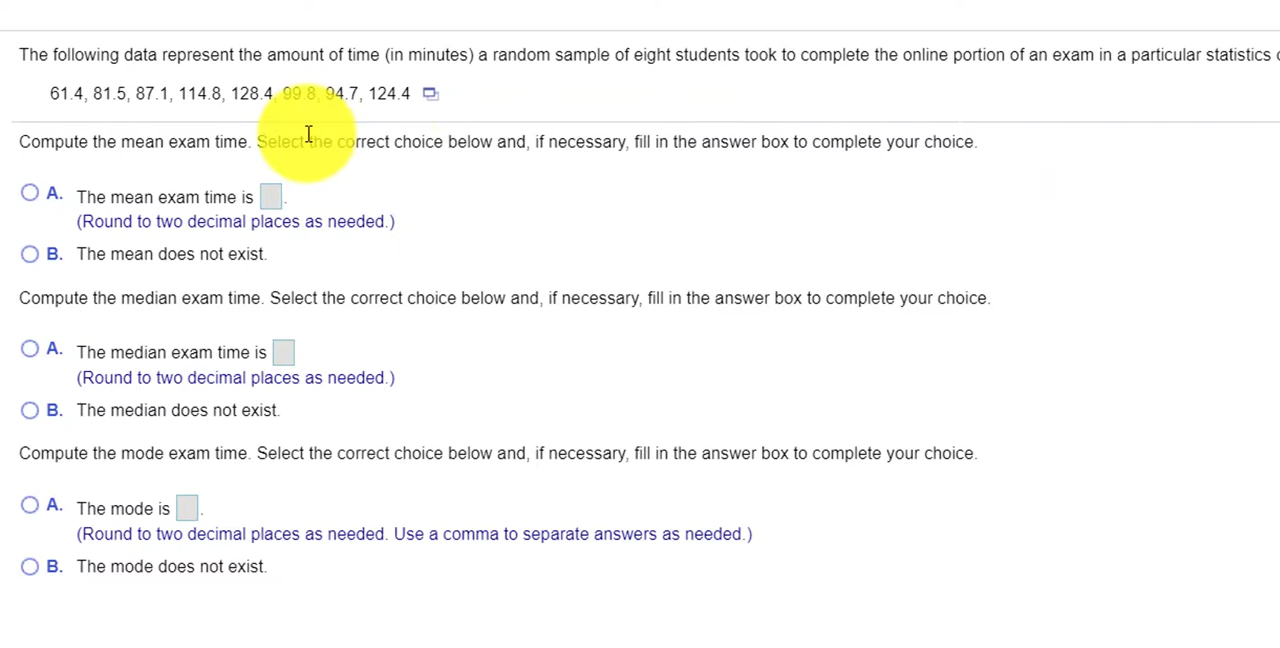 The following data represent the amount of time (in minutes) a random sample of eight students took to complete the online portion of an exam in a particular statistics
61.4, 81.5, 87.1, 114.8, 128.4, 99.8, 94.7, 124.4
Compute the mean exam time. Select the correct choice below and, if necessary, fill in the answer box to complete your choice.
A. The mean exam time is .
(Round to two decimal places as needed.)
B. The mean does not exist.
Compute the median exam time. Select the correct choice below and, if necessary, fill in the answer box to complete your choice.
A. The median exam time is
(Round to two decimal places as needed.)
B. The median does not exist.
Compute the mode exam time. Select the correct choice below and, if necessary, fill in the answer box to complete your choice.
A. The mode is .
(Round to two decimal places as needed. Use a comma to separate answers as needed.)
B. The mode does not exist.